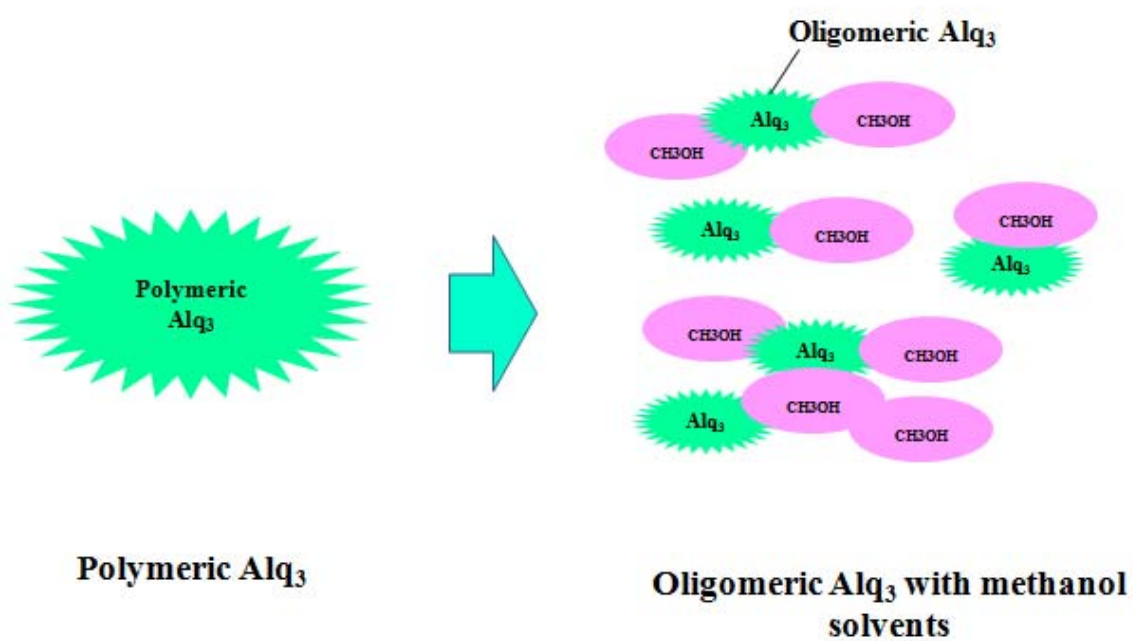 Oligomeric Alq₃
Alq₃
CH3OH
CH3OH
Alq₃
CH3OH
CH3OH
Alq₃
Polymeric
Alq₃
CH3OH
Alq₃
CH3OH
CH3OH
Alq₃
CH3OH
Polymeric Alq₃
Oligomeric Alq₃ with methanol
solvents